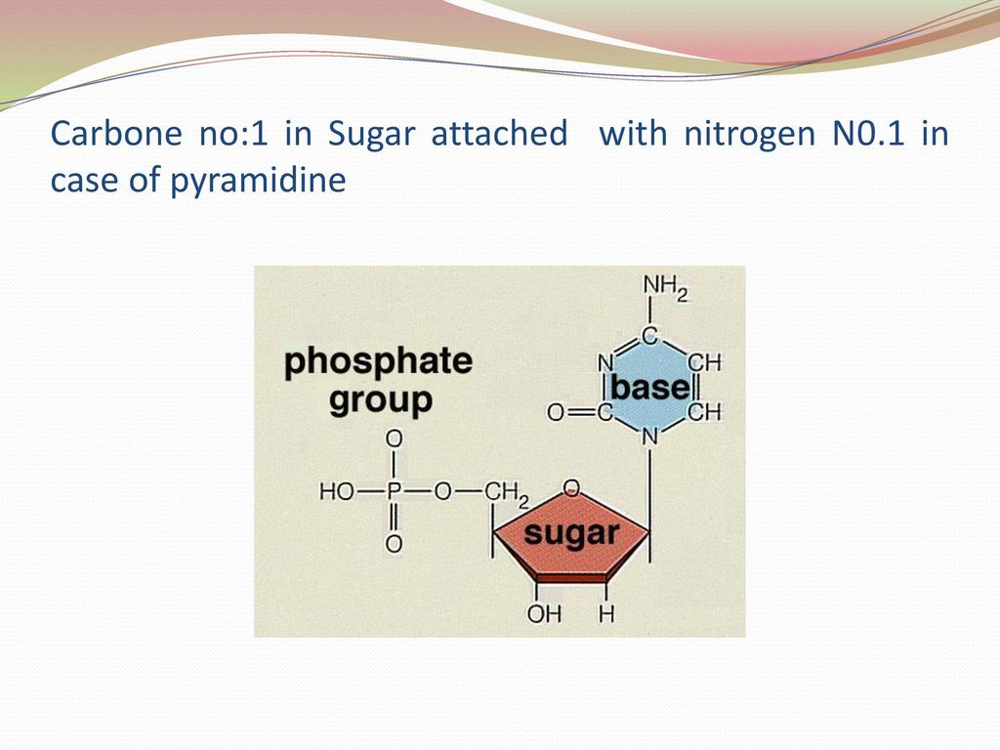 Carbone no:1 in Sugar attached with nitrogen N0.1 in
case of pyramidine
NH2
C
N
CH
base
O
C
CH
N
phosphate
group
O
HO
P
O
CH2
O
O
sugar
OH
H